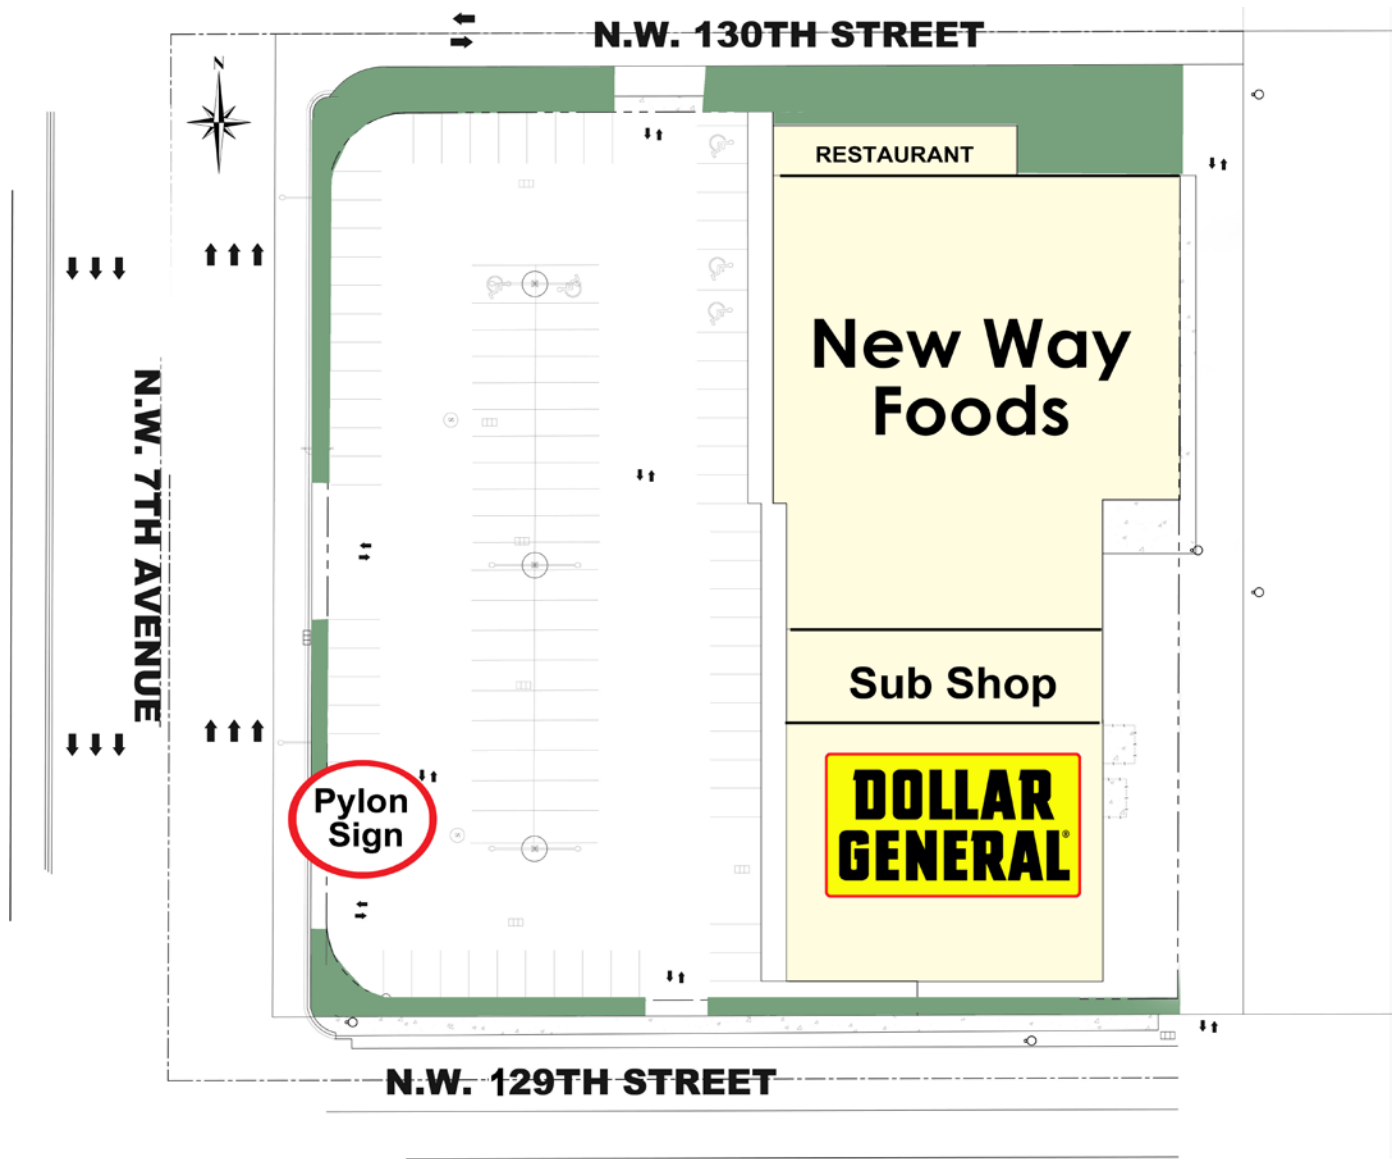 N.W. 130TH STREET
N
RESTAURANT
New Way
Foods
N.W. 7TH AVENUE
Sub Shop
DOLLAR
GENERAL®
Pylon
Sign
N.W. 129TH STREET